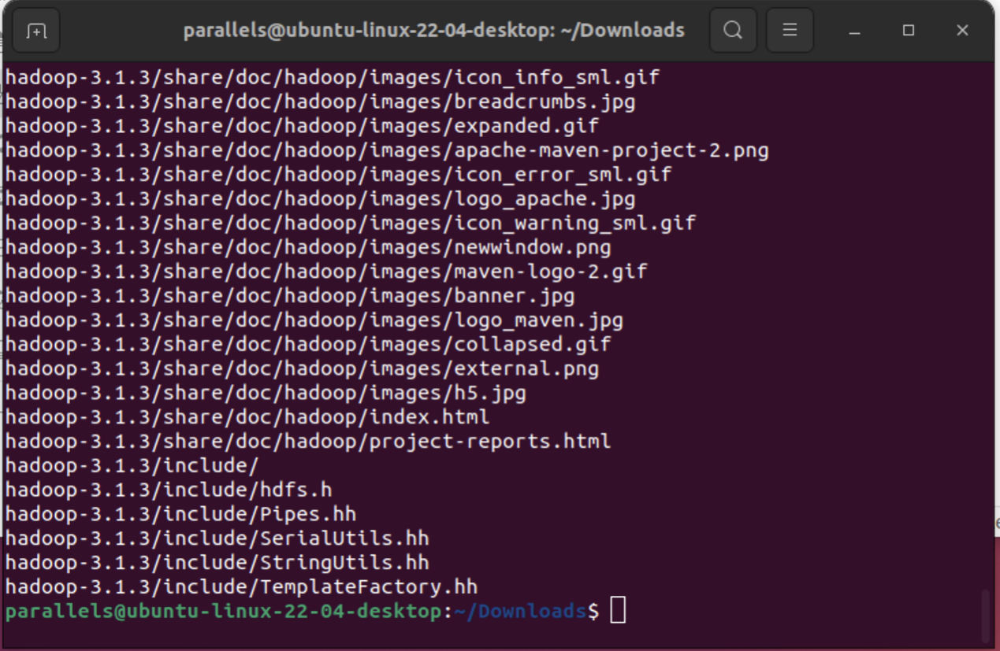 parallels@ubuntu-linux-22-04-desktop: ~/Downloads
hadoop-3.1.3/share/doc/hadoop/images/icon_info_sml.gif
hadoop-3.1.3/share/doc/hadoop/images/breadcrumbs.jpg
hadoop-3.1.3/share/doc/hadoop/images/expanded.gif
hadoop-3.1.3/share/doc/hadoop/images/apache-maven-project-2.png
hadoop-3.1.3/share/doc/hadoop/images/icon_error_sml.gif
hadoop-3.1.3/share/doc/hadoop/images/logo_apache.jpg
hadoop-3.1.3/share/doc/hadoop/images/icon_warning_sml.gif
hadoop-3.1.3/share/doc/hadoop/images/newwindow.png
hadoop-3.1.3/share/doc/hadoop/images/maven-logo-2.gif
hadoop-3.1.3/share/doc/hadoop/images/banner.jpg
hadoop-3.1.3/share/doc/hadoop/images/logo_maven.jpg
hadoop-3.1.3/share/doc/hadoop/images/collapsed.gif
hadoop-3.1.3/share/doc/hadoop/images/external.png
hadoop-3.1.3/share/doc/hadoop/images/h5.jpg
hadoop-3.1.3/share/doc/hadoop/index.html
hadoop-3.1.3/share/doc/hadoop/project-reports.html
hadoop-3.1.3/include/
hadoop-3.1.3/include/hdfs.h
hadoop-3.1.3/include/Pipes.hh
hadoop-3.1.3/include/SerialUtils.hh
hadoop-3.1.3/include/StringUtils.hh
hadoop-3.1.3/include/TemplateFactory.hh
parallels@ubuntu-linux-22-04-desktop:~/Downloads$